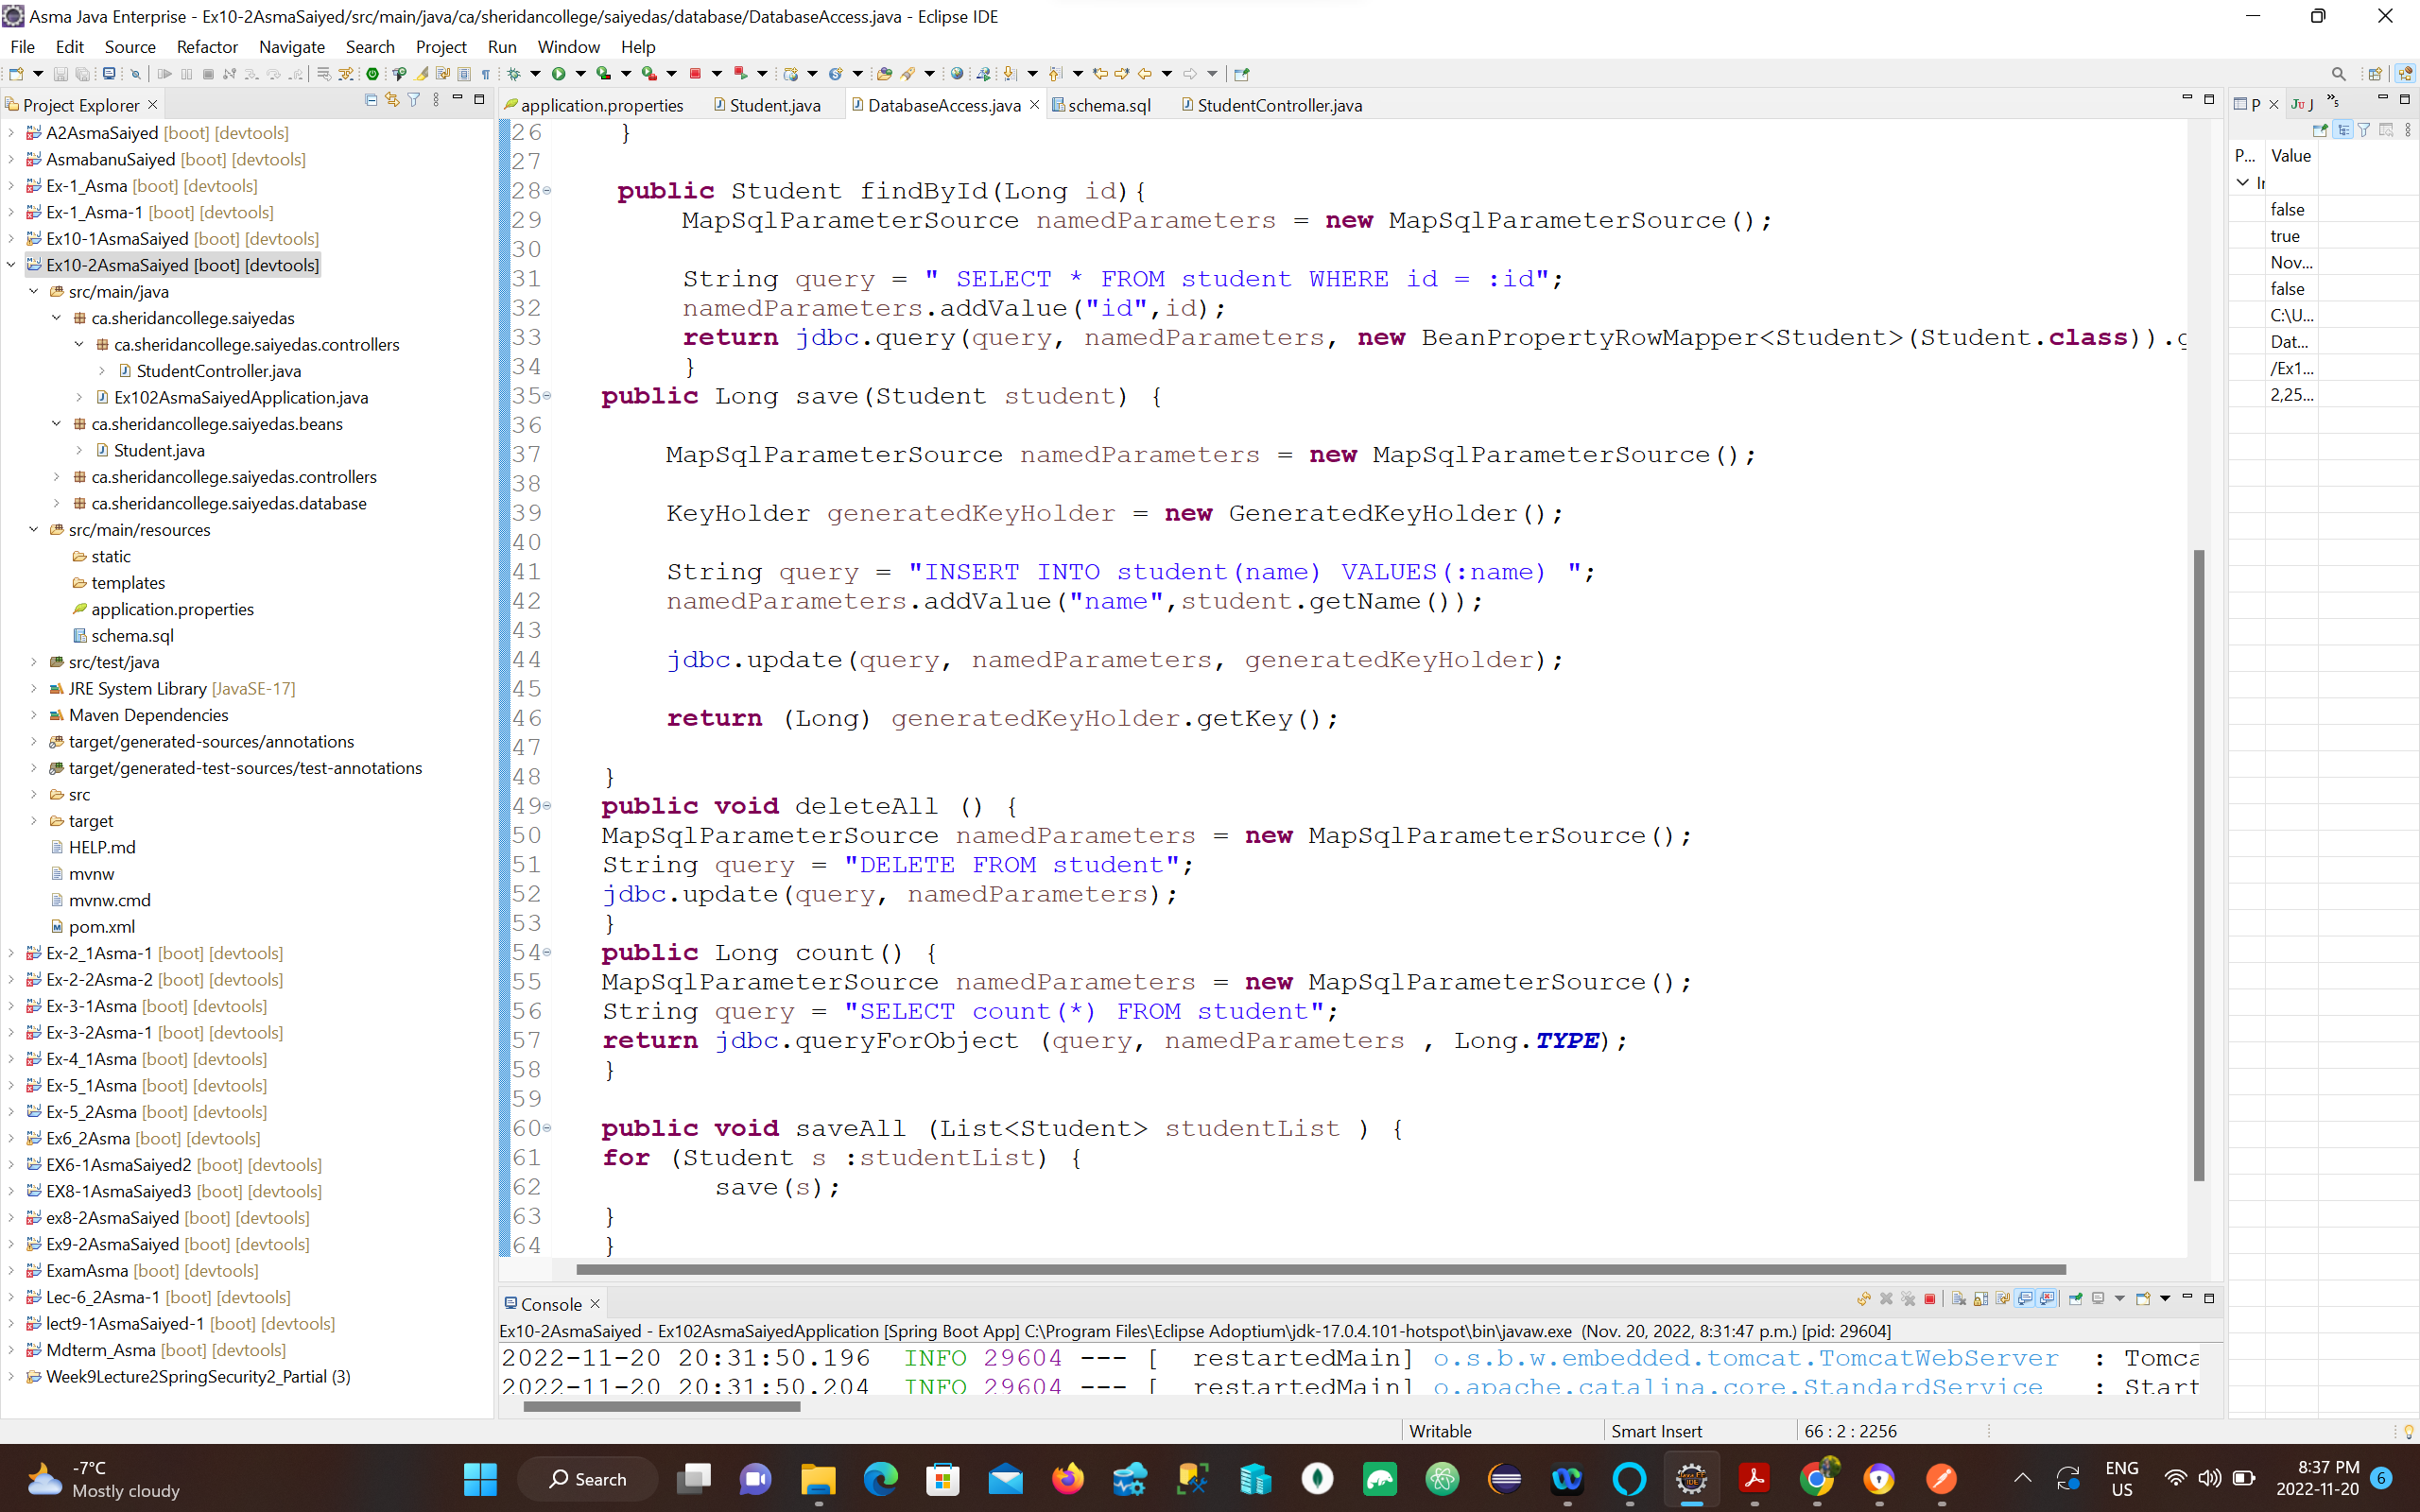 Asma Java Enterprise - Ex10-2AsmaSaiyed/src/main/java/ca/sheridancollege/saiyedas/database/DatabaseAccess.java - Eclipse IDE
File Edit Source Refactor Navigate Search Project Run Window Help
Project Explorer
A2AsmaSaiyed [boot] [devtools]
AsmabanuSaiyed [boot] [devtools]
Ex-1_Asma [boot] [devtools]
Ex-1_Asma-1 [boot] [devtools]
Ex10-1AsmaSaiyed [boot] [devtools]
Ex10-2AsmaSaiyed [boot] [devtools]
src/main/java
ca.sheridancollege.saiyedas
ca.sheridancollege.saiyedas.controllers
StudentController.java
Ex102AsmaSaiyedApplication.java
ca.sheridancollege.saiyedas.beans
Student.java
ca.sheridancollege.saiyedas.controllers
ca.sheridancollege.saiyedas.database
src/main/resources
static
templates
application.properties
schema.sql
src/test/java
JRE System Library [JavaSE-17]
Maven Dependencies
target/generated-sources/annotations
target/generated-test-sources/test-annotations
src
target
HELP.md
mvnw
mvnw.cmd
pom.xml
Ex-2_1Asma-1 [boot] [devtools]
Ex-2-2Asma-2 [boot] [devtools]
Ex-3-1Asma [boot] [devtools]
Ex-3-2Asma-1 [boot] [devtools]
Ex-4_1Asma [boot] [devtools]
Ex-5_1Asma [boot] [devtools]
Ex-5_2Asma [boot] [devtools]
Ex6_2Asma [boot] [devtools]
EX6-1AsmaSaiyed2 [boot] [devtools]
EX8-1AsmaSaiyed3 [boot] [devtools]
ex8-2AsmaSaiyed [boot] [devtools]
Ex9-2AsmaSaiyed [boot] [devtools]
ExamAsma [boot] [devtools]
Lec-6_2Asma-1 [boot] [devtools]
lect9-1AsmaSaiyed-1 [boot] [devtools]
Mdterm_Asma [boot] [devtools]
Week9Lecture2SpringSecurity2_Partial (3)
application.properties Student.java DatabaseAccess.java schema.sql StudentController.java
26 }
27
28 public Student findById(Long id){
29 MapSqlParameterSource namedParameters = new MapSqlParameterSource();
30
31 String query = " SELECT * FROM student WHERE id = :id";
32 namedParameters.addValue("id",id);
33 return jdbc.query(query, namedParameters, new BeanPropertyRowMapper<Student>(Student.class)).g
34 }
35 public Long save(Student student) {
36
37 MapSqlParameterSource namedParameters = new MapSqlParameterSource();
38
39 KeyHolder generatedKeyHolder = new GeneratedKeyHolder();
40
41 String query = "INSERT INTO student(name) VALUES(:name) ";
42 namedParameters.addValue("name",student.getName());
43
44 jdbc.update(query, namedParameters, generatedKeyHolder);
45
46 return (Long) generatedKeyHolder.getKey();
47
48 }
49 public void deleteAll () {
50 MapSqlParameterSource namedParameters = new MapSqlParameterSource();
51 String query = "DELETE FROM student";
52 jdbc.update(query, namedParameters);
53 }
54 public Long count() {
55 MapSqlParameterSource namedParameters = new MapSqlParameterSource();
56 String query = "SELECT count(*) FROM student";
57 return jdbc.queryForObject (query, namedParameters , Long.TYPE);
58 }
59
60 public void saveAll (List<Student> studentList ) {
61 for (Student s :studentList) {
62 save(s);
63 }
64 }
P JU J »5
P... Value
Ir
false
true
Nov...
false
C:\U...
Dat...
/Ex1...
2,25...
Console
Ex10-2AsmaSaiyed - Ex102AsmaSaiyedApplication [Spring Boot App] C:\Program Files\Eclipse Adoptium\jdk-17.0.4.101-hotspot\bin\javaw.exe (Nov. 20, 2022, 8:31:47 p.m.) [pid: 29604]
2022-11-20 20:31:50.196 INFO 29604 --- [ restartedMain] o.s.b.w.embedded.tomcat.TomcatWebServer : Tomca
2022-11-20 20:31:50.204 INFO 29604 --- [ restartedMain] o.apache.catalina.core.StandardService : Start
Writable Smart Insert 66 : 2 : 2256
-7°C
Mostly cloudy
Search
ENG
US
8:37 PM
2022-11-20
6